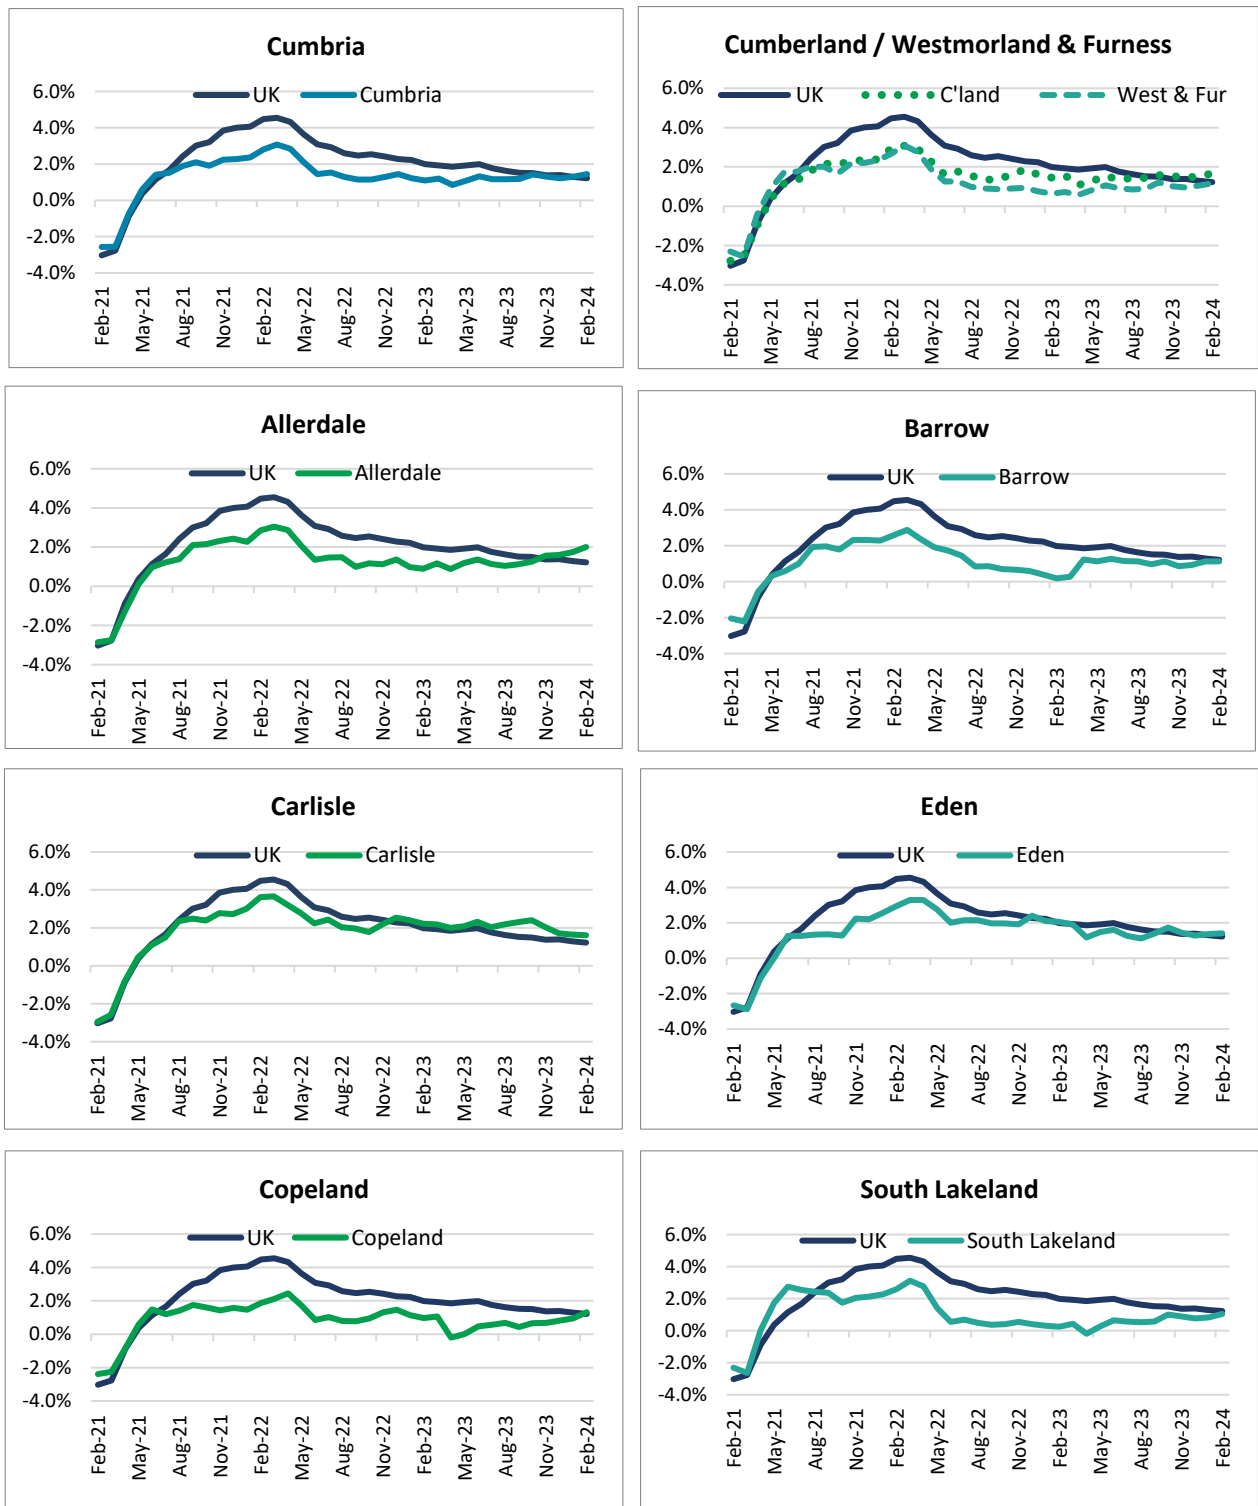 Cumbria
UK Cumbria
6.0%
4.0%
2.0%
0.0%
-2.0%
-4.0%
Feb-21 May-21 Aug-21 Nov-21 Feb-22 May-22 Aug-22 Nov-22 Feb-23 May-23 Aug-23 Nov-23 Feb-24
Cumberland / Westmorland & Furness
UK C'land West & Fur
6.0%
4.0%
2.0%
0.0%
-2.0%
-4.0%
Feb-21 May-21 Aug-21 Nov-21 Feb-22 May-22 Aug-22 Nov-22 Feb-23 May-23 Aug-23 Nov-23 Feb-24
Allerdale
UK Allerdale
6.0%
4.0%
2.0%
0.0%
-2.0%
-4.0%
Feb-21 May-21 Aug-21 Nov-21 Feb-22 May-22 Aug-22 Nov-22 Feb-23 May-23 Aug-23 Nov-23 Feb-24
Barrow
UK Barrow
6.0%
4.0%
2.0%
0.0%
-2.0%
-4.0%
Feb-21 May-21 Aug-21 Nov-21 Feb-22 May-22 Aug-22 Nov-22 Feb-23 May-23 Aug-23 Nov-23 Feb-24
Carlisle
UK Carlisle
6.0%
4.0%
2.0%
0.0%
-2.0%
-4.0%
Feb-21 May-21 Aug-21 Nov-21 Feb-22 May-22 Aug-22 Nov-22 Feb-23 May-23 Aug-23 Nov-23 Feb-24
Eden
UK Eden
6.0%
4.0%
2.0%
0.0%
-2.0%
-4.0%
Feb-21 May-21 Aug-21 Nov-21 Feb-22 May-22 Aug-22 Nov-22 Feb-23 May-23 Aug-23 Nov-23 Feb-24
Copeland
UK Copeland
6.0%
4.0%
2.0%
0.0%
-2.0%
-4.0%
Feb-21 May-21 Aug-21 Nov-21 Feb-22 May-22 Aug-22 Nov-22 Feb-23 May-23 Aug-23 Nov-23 Feb-24
South Lakeland
UK South Lakeland
6.0%
4.0%
2.0%
0.0%
-2.0%
-4.0%
Feb-21 May-21 Aug-21 Nov-21 Feb-22 May-22 Aug-22 Nov-22 Feb-23 May-23 Aug-23 Nov-23 Feb-24